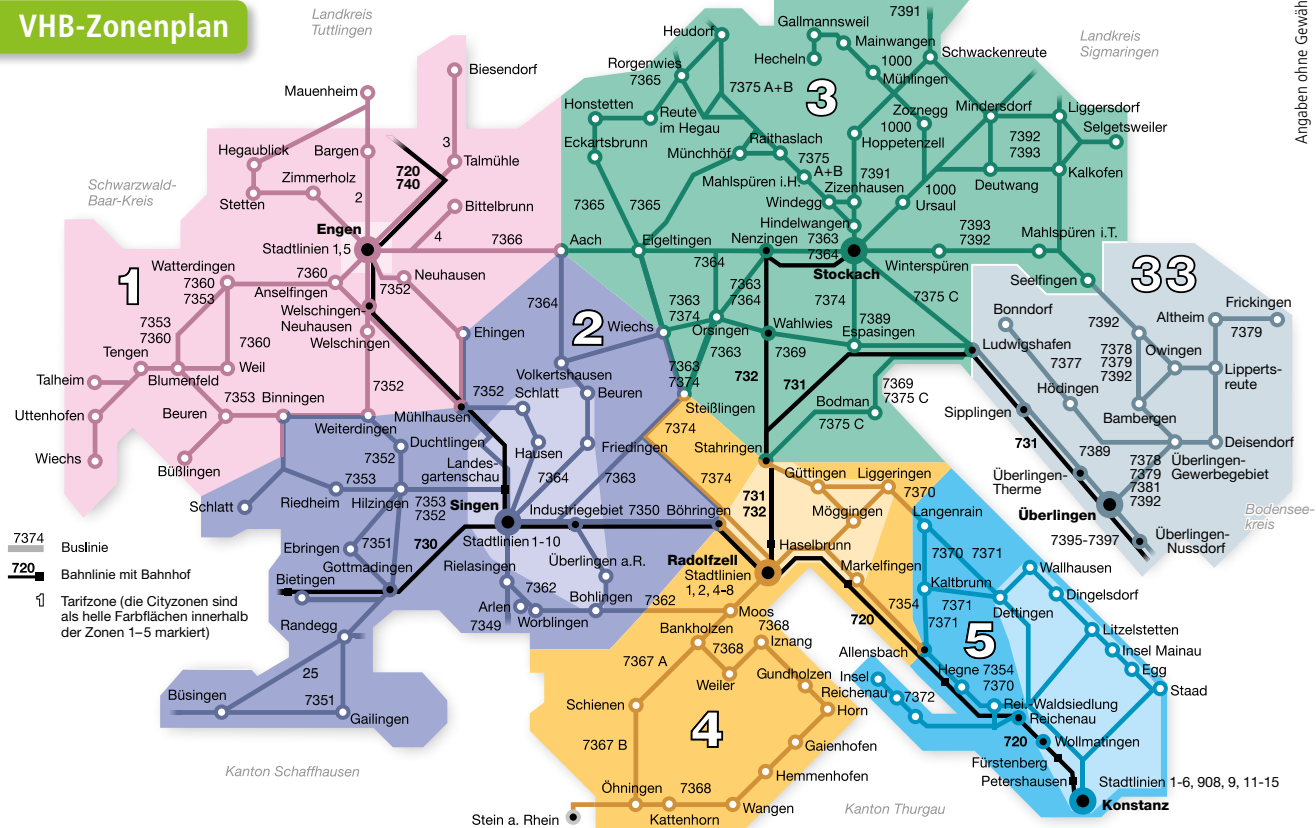 VHB-Zonenplan
Landkreis
Tuttlingen
Landkreis
Sigmaringen
Angaben ohne Gewäh
Schwarzwald-
Baar-Kreis
Bodensee-
kreis
Kanton Schaffhausen
Kanton Thurgau
1
Mauenheim
Biesendorf
Hegaublick
Bargen
3
Talmühle
720
740
Zimmerholz
Stetten
2
Bittelbrunn
Engen
Stadtlinien 1,5
4
7366
Watterdingen
7360
7353
7360
Anselfingen
7352
Neuhausen
Welschingen-
Neuhausen
Welschingen
7353
7360
7360
Tengen
Talheim
Blumenfeld
Weil
7352
Uttenhofen
7353
Binningen
Beuren
Wiechs
Büßlingen
Mühlhausen
Ehingen
2
Aach
7364
Wiechs
Volkertshausen
7352
Schlatt
Beuren
Weiterdingen
Duchtlingen
7352
Landes-
gartenschau
Hausen
7364
Friedingen
7363
Schlatt
Riedheim
7353
Hilzingen
7353
7352
Singen
Stadtlinien 1-10
Industriegebiet
7350
Böhringen
Ebringen
7351
Gottmadingen
730
Bietingen
Rielasingen
Überlingen a.R.
7362
Bohlingen
7362
Arlen
Worblingen
7349
Randegg
25
7351
Büsingen
Gailingen
3
Heudorf
Gallmannsweil
7391
Hecheln
Mainwangen
Schwackenreute
1000
Mühlingen
Rorgenwies
7365
7375 A+B
Honstetten
Reute
im Hegau
Zoznegg
1000
Hoppetenzell
Mindersdorf
Liggersdorf
7392
7393
Selgetsweiler
Eckartsbrunn
Münchhöf
Raithaslach
7375
A+B
Mahlspüren i.H.
Zizenhausen
7391
Deutwang
Kalkofen
1000
Ursaul
Windegg
7365
7365
Hindelwangen
7393
7392
Mahlspüren i.T.
Eigeltingen
Nenzingen
7363
7364
Stockach
Winterspüren
Seelfingen
7364
7363
7364
7374
7375 C
7363
7374
Orsingen
Wahlwies
7389
Espasingen
7363
7369
7363
7374
732
731
Steißlingen
Bodman
7369
7375 C
7375 C
33
Bonndorf
Ludwigshafen
7392
Altheim
Frickingen
7379
7378
7379
7392
Owingen
Lipperts-
reute
7377
Hödingen
Bambergen
Sipplingen
731
7389
Deisendorf
Überlingen-
Gewerbegebiet
7378
7379
7381
7392
Überlingen-
Therme
Überlingen
7395-7397
Überlingen-
Nussdorf
7374
Stahringen
7374
731
732
Güttingen
Liggeringen
7370
Möggingen
Haselbrunn
Radolfzell
Stadtlinien
1, 2, 4-8
Markelfingen
7354
720
Moos
Bankholzen
7368
Iznang
7367 A
7368
Weiler
Gundholzen
Schienen
Horn
4
7367 B
Gaienhofen
Hemmenhofen
Öhningen
7368
Wangen
Kattenhorn
Stein a. Rhein
Langenrain
7370
7371
Kaltbrunn
7371
7371
Wallhausen
Dingelsdorf
Dettingen
5
Litzelstetten
Insel Mainau
Egg
Staad
Allensbach
Hegne
7354
7370
Insel
Reichenau
7372
Rei.-Waldsiedlung
Reichenau
720
Wollmatingen
Fürstenberg
Petershausen
Stadtlinien 1-6, 908, 9, 11-15
Konstanz
7374
Buslinie
720
Bahnlinie mit Bahnhof
1
Tarifzone (die Cityzonen sind
als helle Farbflächen innerhalb
der Zonen 1–5 markiert)